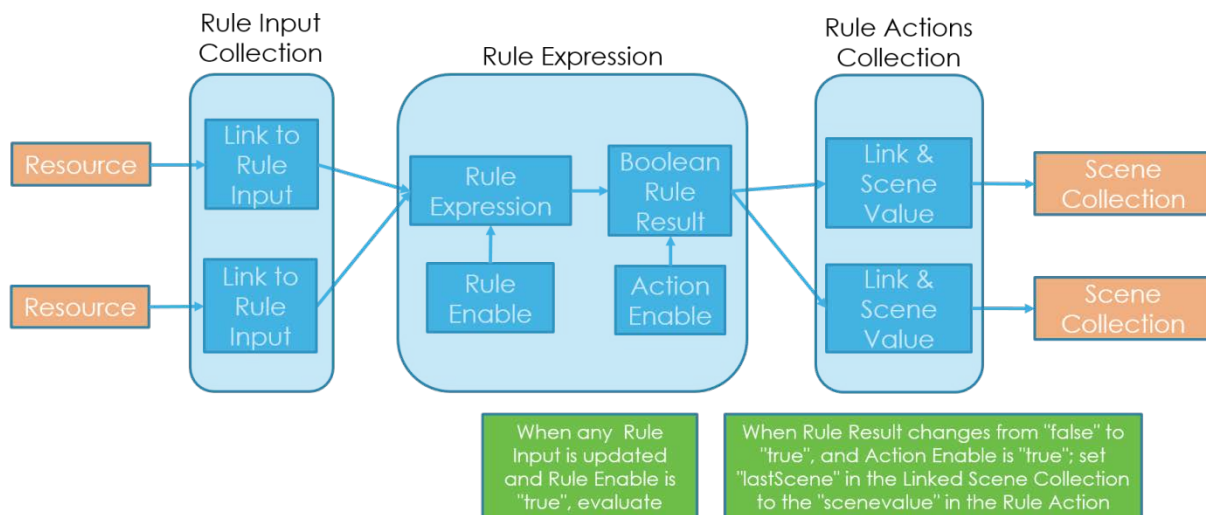 Rule Input
Collection
Rule Expression
Rule Actions
Collection
Resource
Link to
Rule
Input
Rule
Expression
Boolean
Rule
Result
Link &
Scene
Value
Scene
Collection
Resource
Link to
Rule
Input
Rule
Enable
Action
Enable
Link &
Scene
Value
Scene
Collection
When any Rule
Input is updated
and Rule Enable is
"true", evaluate
When Rule Result changes from "false" to
"true", and Action Enable is "true"; set
"lastScene" in the Linked Scene Collection
to the "scenevalue" in the Rule Action